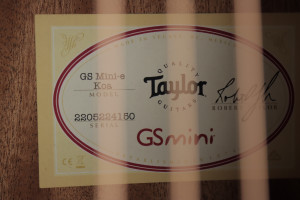 GS Mini-e
Koa
MODEL
2205224150
SERIAL
QUALITY
Taylor
GUITARS
GSmini